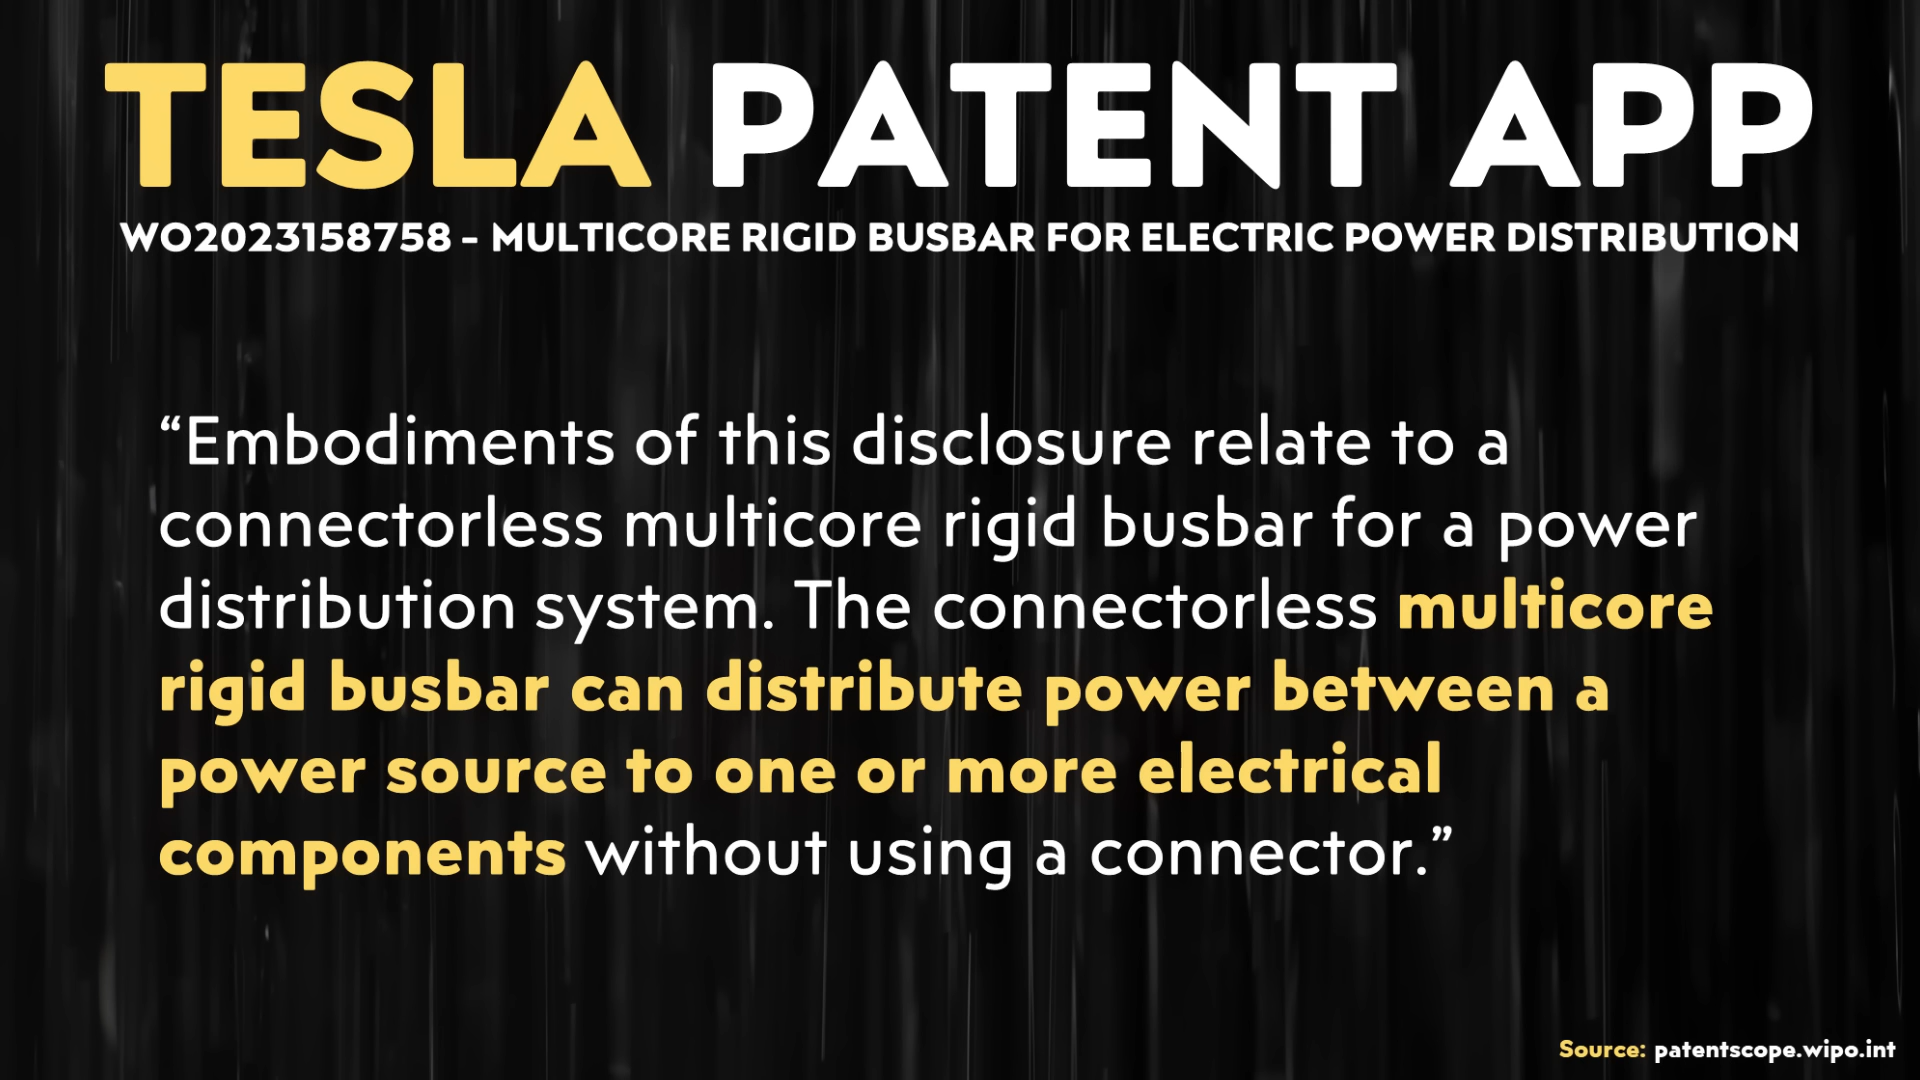 TESLA PATENT APP
WO2023158758 - MULTICORE RIGID BUSBAR FOR ELECTRIC POWER DISTRIBUTION
“Embodiments of this disclosure relate to a
connectorless multicore rigid busbar for a power
distribution system. The connectorless multicore
rigid busbar can distribute power between a
power source to one or more electrical
components without using a connector.”
Source: patentscope.wipo.int